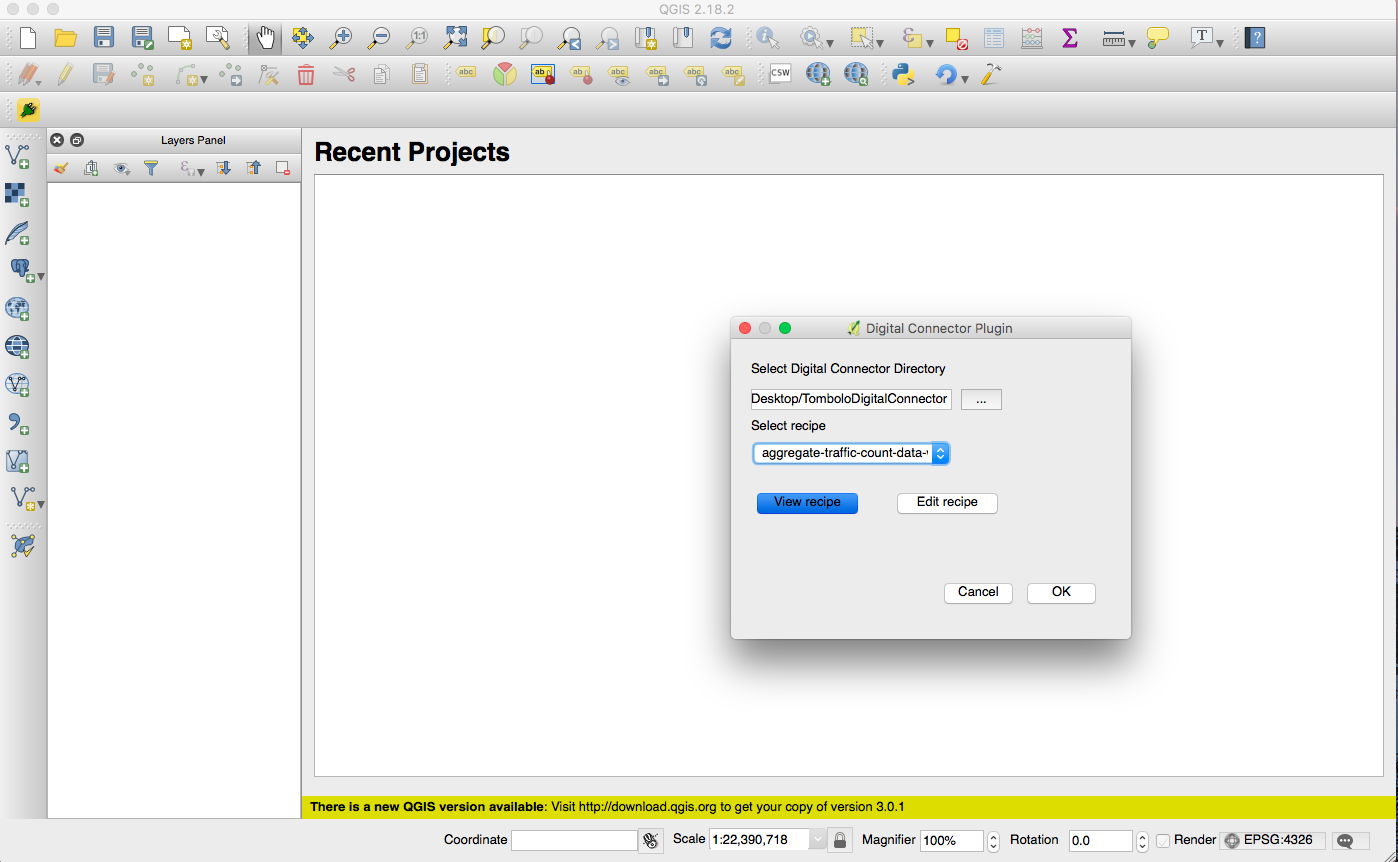 QGIS 2.18.2
1:1
T
?
abc
ab
ab
abc
abc
abc
abc
CSW
Layers Panel
Recent Projects
Digital Connector Plugin
Select Digital Connector Directory
Desktop/TomboloDigitalConnector
...
Select recipe
aggregate-traffic-count-data-
View recipe
Edit recipe
Cancel
OK
There is a new QGIS version available: Visit http://download.qgis.org to get your copy of version 3.0.1
Coordinate Scale 1:22,390,718 Magnifier 100% Rotation 0.0 Render EPSG:4326